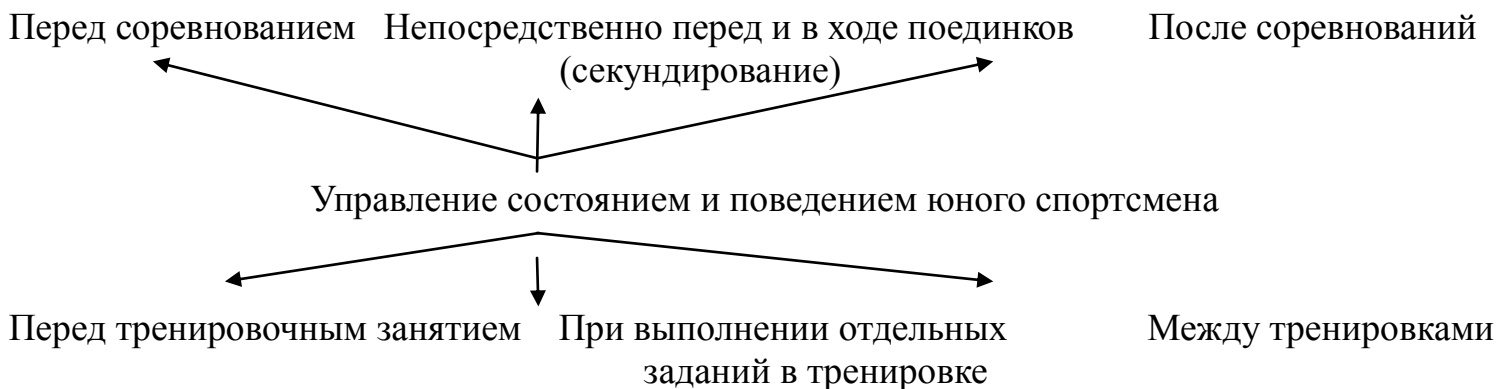 Перед соревнованием Непосредственно перед и в ходе поединков После соревнований
(секундирование)
Управление состоянием и поведением юного спортсмена
Перед тренировочным занятием При выполнении отдельных Между тренировками
заданий в тренировке